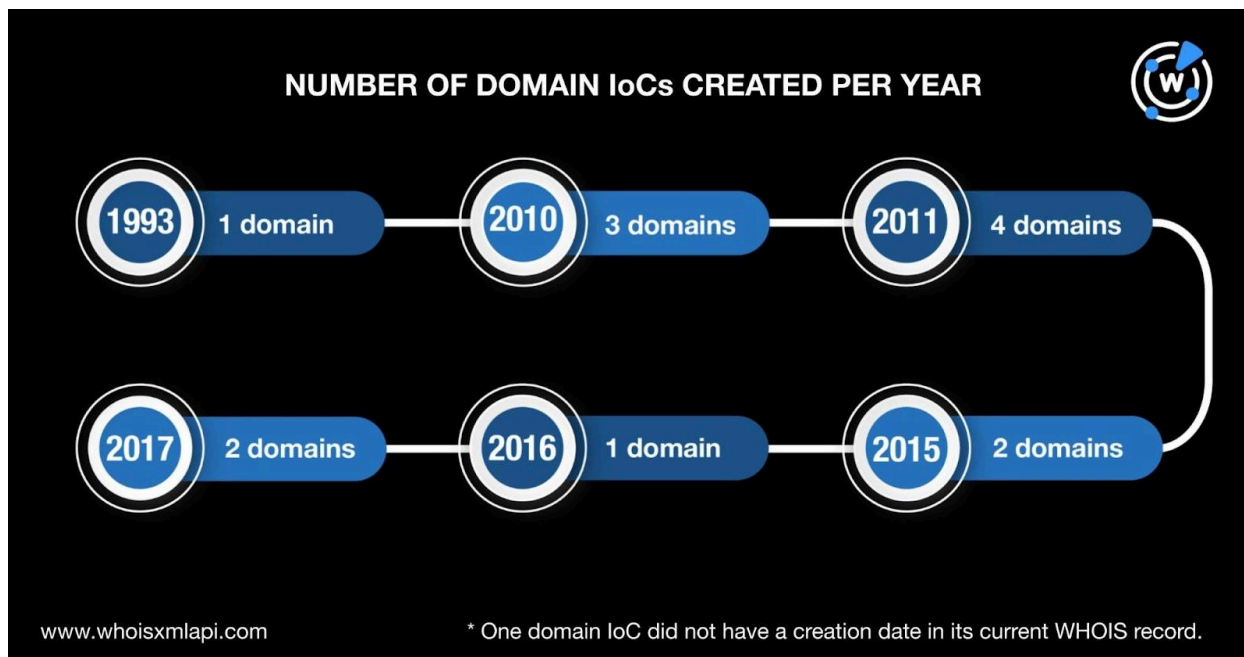 NUMBER OF DOMAIN IoCs CREATED PER YEAR
W
1993
1 domain
2010
3 domains
2011
4 domains
2017
2 domains
2016
1 domain
2015
2 domains
www.whoisxmlapi.com
* One domain IoC did not have a creation date in its current WHOIS record.